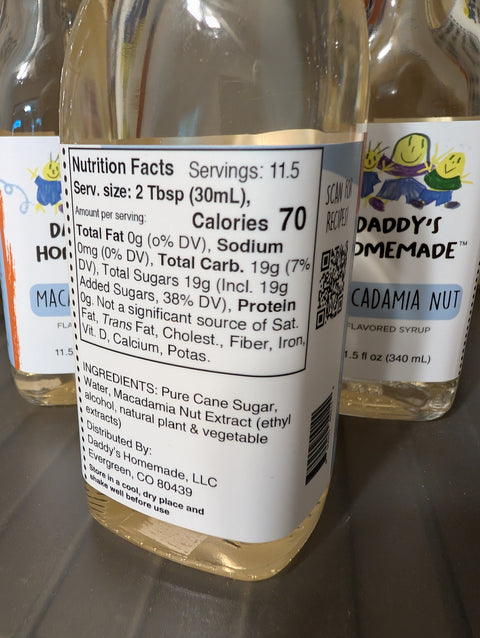 Nutrition Facts Servings: 11.5
Serv. size: 2 Tbsp (30mL),
Amount per serving: Calories 70
Total Fat 0g (0% DV), Sodium
0mg (0% DV), Total Carb. 19g (7%
DV), Total Sugars 19g (Incl. 19g
Added Sugars, 38% DV), Protein
0g. Not a significant source of Sat.
Fat, Trans Fat, Cholest., Fiber, Iron,
Vit. D, Calcium, Potas.
SCAN FOR
RECIPE!
INGREDIENTS: Pure Cane Sugar,
Water, Macadamia Nut Extract (ethyl
alcohol, natural plant & vegetable
extracts)
Distributed By:
Daddy's Homemade, LLC
Evergreen, CO 80439
Store in a cool, dry place and
shake well before use
DA
HO
MAC
FLA
11.5
DADDY'S
OMEMADE™
CADAMIA NUT
FLAVORED SYRUP
1.5 fl oz (340 mL)